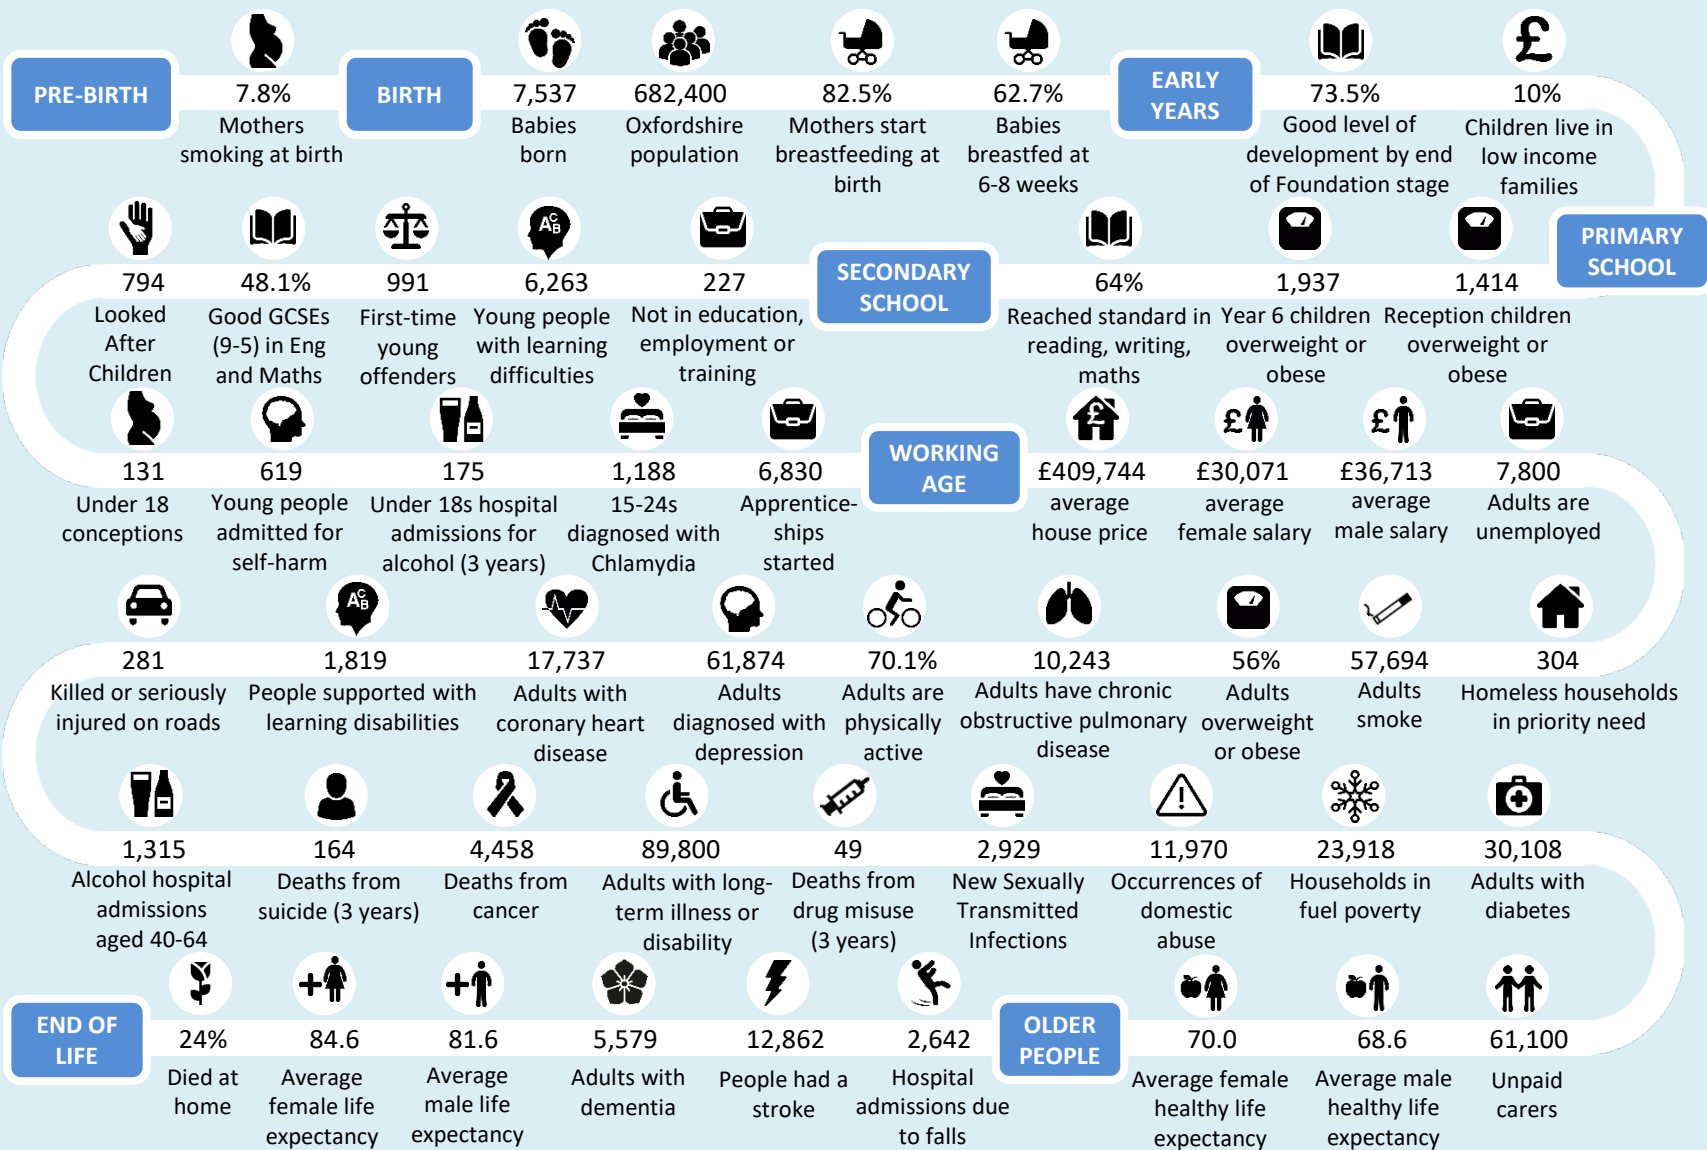 PRE-BIRTH
7.8%
Mothers
smoking at birth
BIRTH
7,537
Babies
born
682,400
Oxfordshire
population
82.5%
Mothers start
breastfeeding at
birth
62.7%
Babies
breastfed at
6-8 weeks
EARLY
YEARS
73.5%
Good level of
development by end
of Foundation stage
£
10%
Children live in
low income
families
PRIMARY
SCHOOL
1,414
Reception children
overweight or
obese
1,937
Year 6 children
overweight or
obese
64%
Reached standard in
reading, writing,
maths
SECONDARY
SCHOOL
227
Not in education,
employment or
training
A C B
6,263
Young people
with learning
difficulties
991
First-time
young
offenders
48.1%
Good GCSEs
(9-5) in Eng
and Maths
794
Looked
After
Children
131
Under 18
conceptions
619
Young people
admitted for
self-harm
175
Under 18s hospital
admissions for
alcohol (3 years)
1,188
15-24s
diagnosed with
Chlamydia
6,830
Apprentice-
ships
started
WORKING
AGE
£
£409,744
average
house price
£
£30,071
average
female salary
£
£36,713
average
male salary
7,800
Adults are
unemployed
304
Homeless households
in priority need
57,694
Adults
smoke
56%
Adults
overweight
or obese
10,243
Adults have chronic
obstructive pulmonary
disease
70.1%
Adults are
physically
active
61,874
Adults
diagnosed with
depression
17,737
Adults with
coronary heart
disease
A C B
1,819
People supported with
learning disabilities
281
Killed or seriously
injured on roads
1,315
Alcohol hospital
admissions
aged 40-64
164
Deaths from
suicide (3 years)
4,458
Deaths from
cancer
89,800
Adults with long-
term illness or
disability
49
Deaths from
drug misuse
(3 years)
2,929
New Sexually
Transmitted
Infections
11,970
Occurrences of
domestic
abuse
23,918
Households in
fuel poverty
30,108
Adults with
diabetes
61,100
Unpaid
carers
68.6
Average male
healthy life
expectancy
70.0
Average female
healthy life
expectancy
OLDER
PEOPLE
2,642
Hospital
admissions due
to falls
12,862
People had a
stroke
5,579
Adults with
dementia
81.6
Average
male life
expectancy
84.6
Average
female life
expectancy
24%
Died at
home
END OF
LIFE